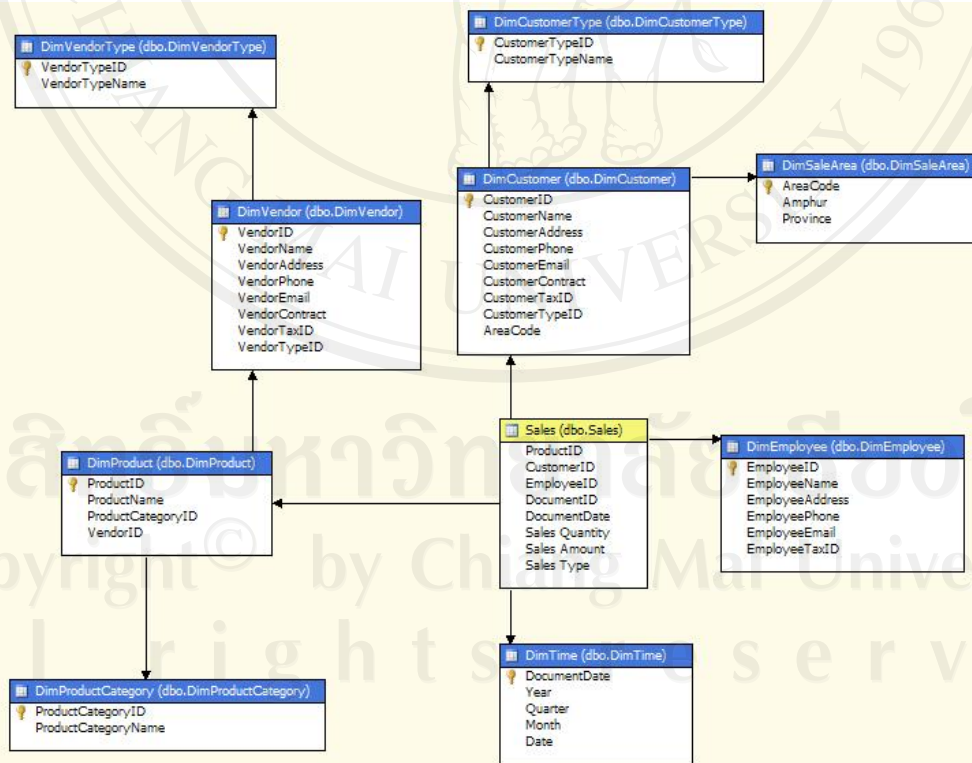 DimCustomerType (dbo.DimCustomerType)
CustomerTypeID
CustomerTypeName
DimVendorType (dbo.DimVendorType)
VendorTypeID
VendorTypeName
DimSaleArea (dbo.DimSaleArea)
AreaCode
Amphur
Province
DimCustomer (dbo.DimCustomer)
CustomerID
CustomerName
CustomerAddress
CustomerPhone
CustomerEmail
CustomerContract
CustomerTaxID
CustomerTypeID
AreaCode
DimVendor (dbo.DimVendor)
VendorID
VendorName
VendorAddress
VendorPhone
VendorEmail
VendorContract
VendorTaxID
VendorTypeID
Sales (dbo.Sales)
ProductID
CustomerID
EmployeeID
DocumentID
DocumentDate
Sales Quantity
Sales Amount
Sales Type
DimEmployee (dbo.DimEmployee)
EmployeeID
EmployeeName
EmployeeAddress
EmployeePhone
EmployeeEmail
EmployeeTaxID
DimProduct (dbo.DimProduct)
ProductID
ProductName
ProductCategoryID
VendorID
DimTime (dbo.DimTime)
DocumentDate
Year
Quarter
Month
Date
DimProductCategory (dbo.DimProductCategory)
ProductCategoryID
ProductCategoryName
MAI UNIVERSITY 196
by Chiang Mai
rights